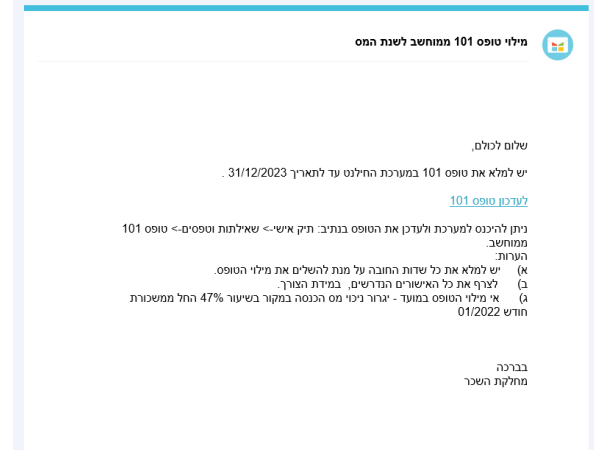 מילוי טופס 101 ממוחשב לשנת המס
שלום לכולם,
יש למלא את טופס 101 במערכת החילנט עד לתאריך 31/12/2023 .
לעדכון טופס 101
ניתן להיכנס למערכת ולעדכן את הטופס בנתיב: תיק אישי-> שאילתות וטפסים-> טופס 101
ממוחשב.
הערות:
א) יש למלא את כל שדות החובה על מנת להשלים את מילוי הטופס.
ב) לצרף את כל האישורים הנדרשים, במידת הצורך.
ג) אי מילוי הטופס במועד - יגרור ניכוי מס הכנסה במקור בשיעור 47% החל ממשכורת
חודש 01/2022
בברכה
מחלקת השכר